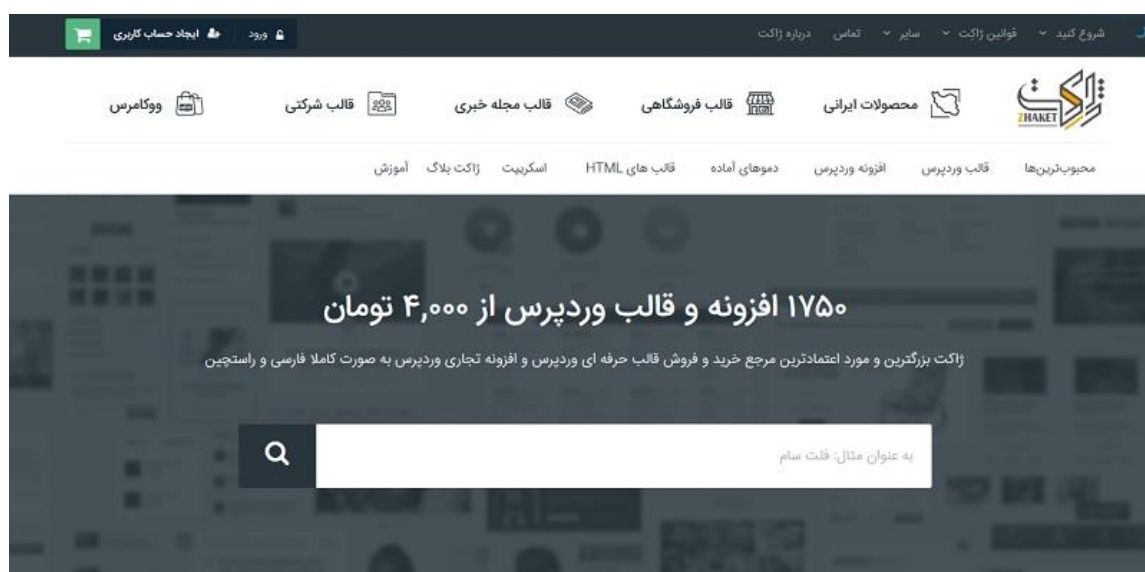 شروع کنید قوانین ژاکت سایر تماس درباره ژاکت ورود ایجاد حساب کاربری
ژاکت ZHAKET
محصولات ایرانی قالب فروشگاهی قالب مجله خبری قالب شرکتی ووکامرس
محبوب‌ترین‌ها قالب وردپرس افزونه وردپرس دموهای آماده قالب های HTML اسکریپت ژاکت بلاگ آموزش
۱۷۵۰ افزونه و قالب وردپرس از ۴,۰۰۰ تومان
ژاکت بزرگترین و مورد اعتمادترین مرجع خرید و فروش قالب حرفه ای وردپرس و افزونه تجاری وردپرس به صورت کاملا فارسی و راستچین
به عنوان مثال: فلت سام